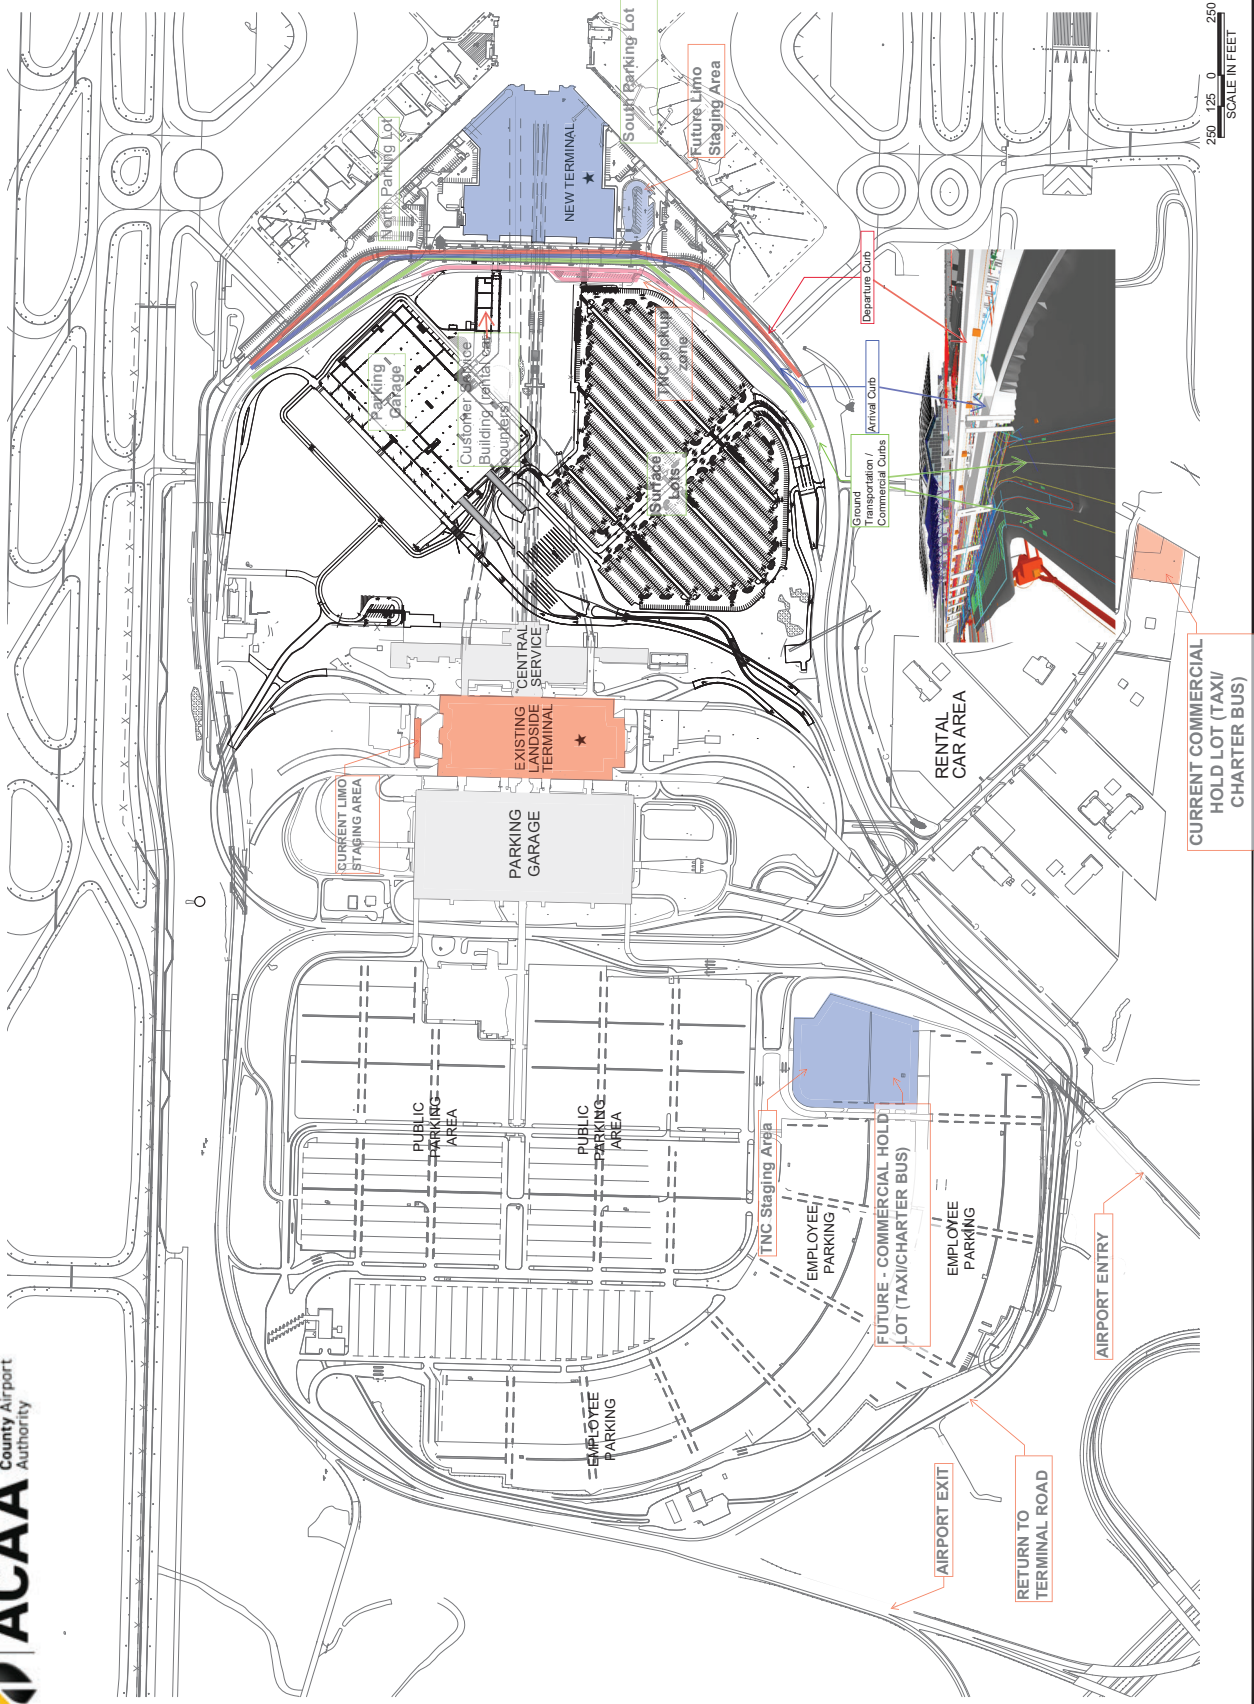 ACAA
County Airport
Authority
North Parking Lot
South Parking Lot
Future Limo
Staging Area
NEW TERMINAL
Parking
Garage
Customer Service
Building(rental car
counters)
TNC pickup
zone
Surface
Lots
Departure Curb
Arrival Curb
Ground
Transportation /
Commercial Curbs
250 125 0 250
SCALE IN FEET
CENTRAL
SERVICE
EXISTING
LANDSIDE
TERMINAL
CURRENT LIMO
STAGING AREA
PARKING
GARAGE
RENTAL
CAR AREA
CURRENT COMMERCIAL
HOLD LOT (TAXI/
CHARTER BUS)
PUBLIC
PARKING
AREA
PUBLIC
PARKING
AREA
TNC Staging Area
FUTURE - COMMERCIAL HOLD
LOT (TAXI/CHARTER BUS)
EMPLOYEE
PARKING
EMPLOYEE
PARKING
EMPLOYEE
PARKING
AIRPORT ENTRY
AIRPORT EXIT
RETURN TO
TERMINAL ROAD